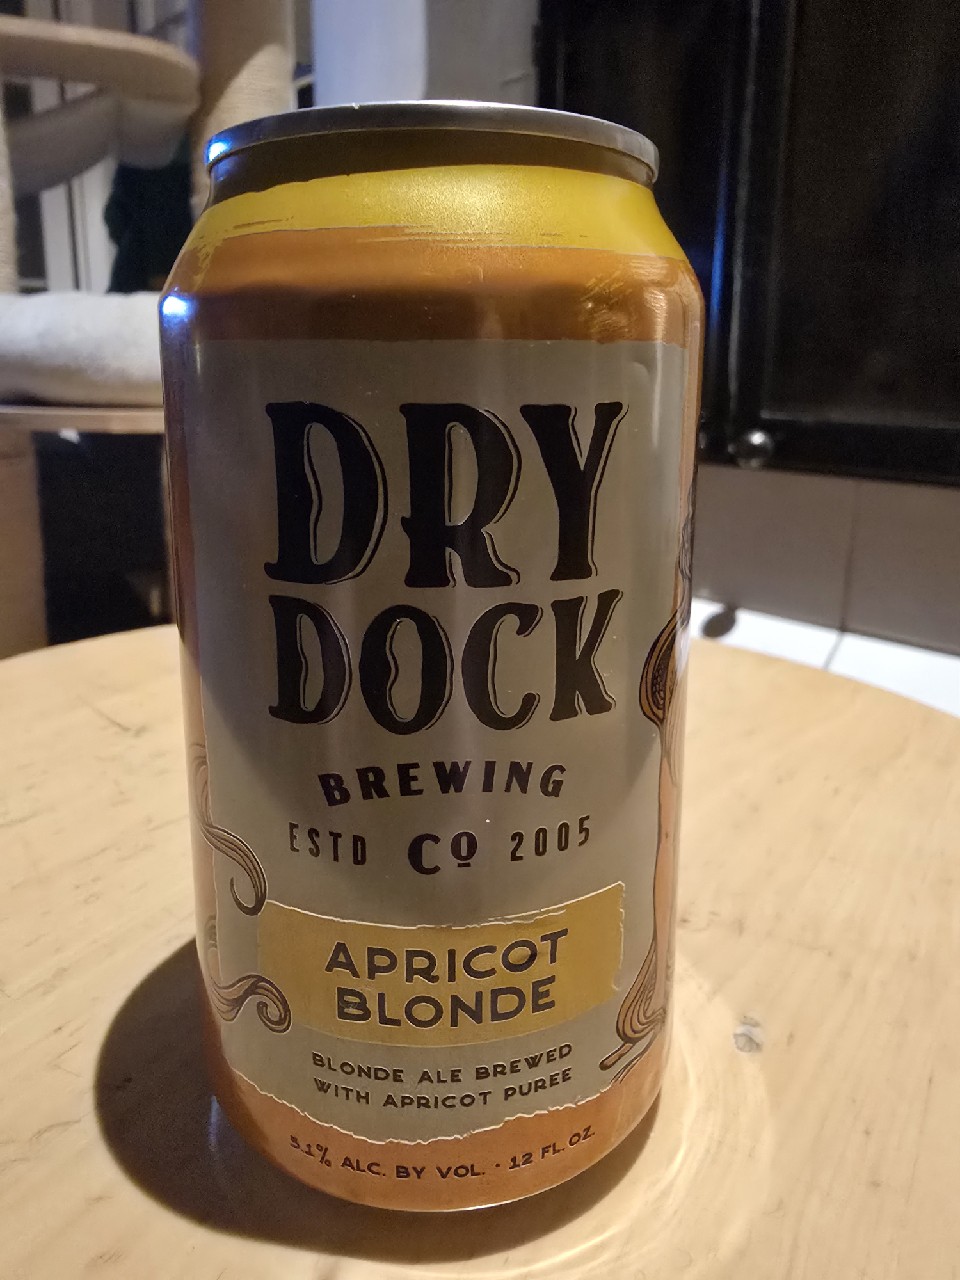 DRY
DOCK
BREWING
ESTD Co 2005
APRICOT
BLONDE
BLONDE ALE BREWED
WITH APRICOT PUREE
5.1% ALC. BY VOL. · 12 FL. OZ.